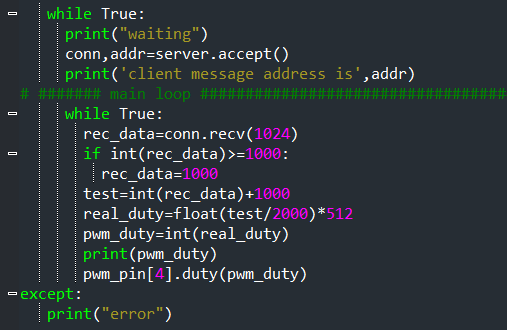 while True:
print("waiting")
conn,addr=server.accept()
print('client message address is',addr)
# ####### main loop ##################################
while True:
rec_data=conn.recv(1024)
if int(rec_data)>=1000:
rec_data=1000
test=int(rec_data)+1000
real_duty=float(test/2000)*512
pwm_duty=int(real_duty)
print(pwm_duty)
pwm_pin[4].duty(pwm_duty)
except:
print("error")